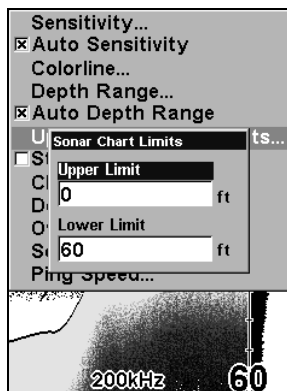 Sensitivity...
Auto Sensitivity
Colorline...
Depth Range...
Auto Depth Range
ts...
Sonar Chart Limits
Upper Limit
0 ft
Lower Limit
60 ft
Ping Speed...
200kHz 60